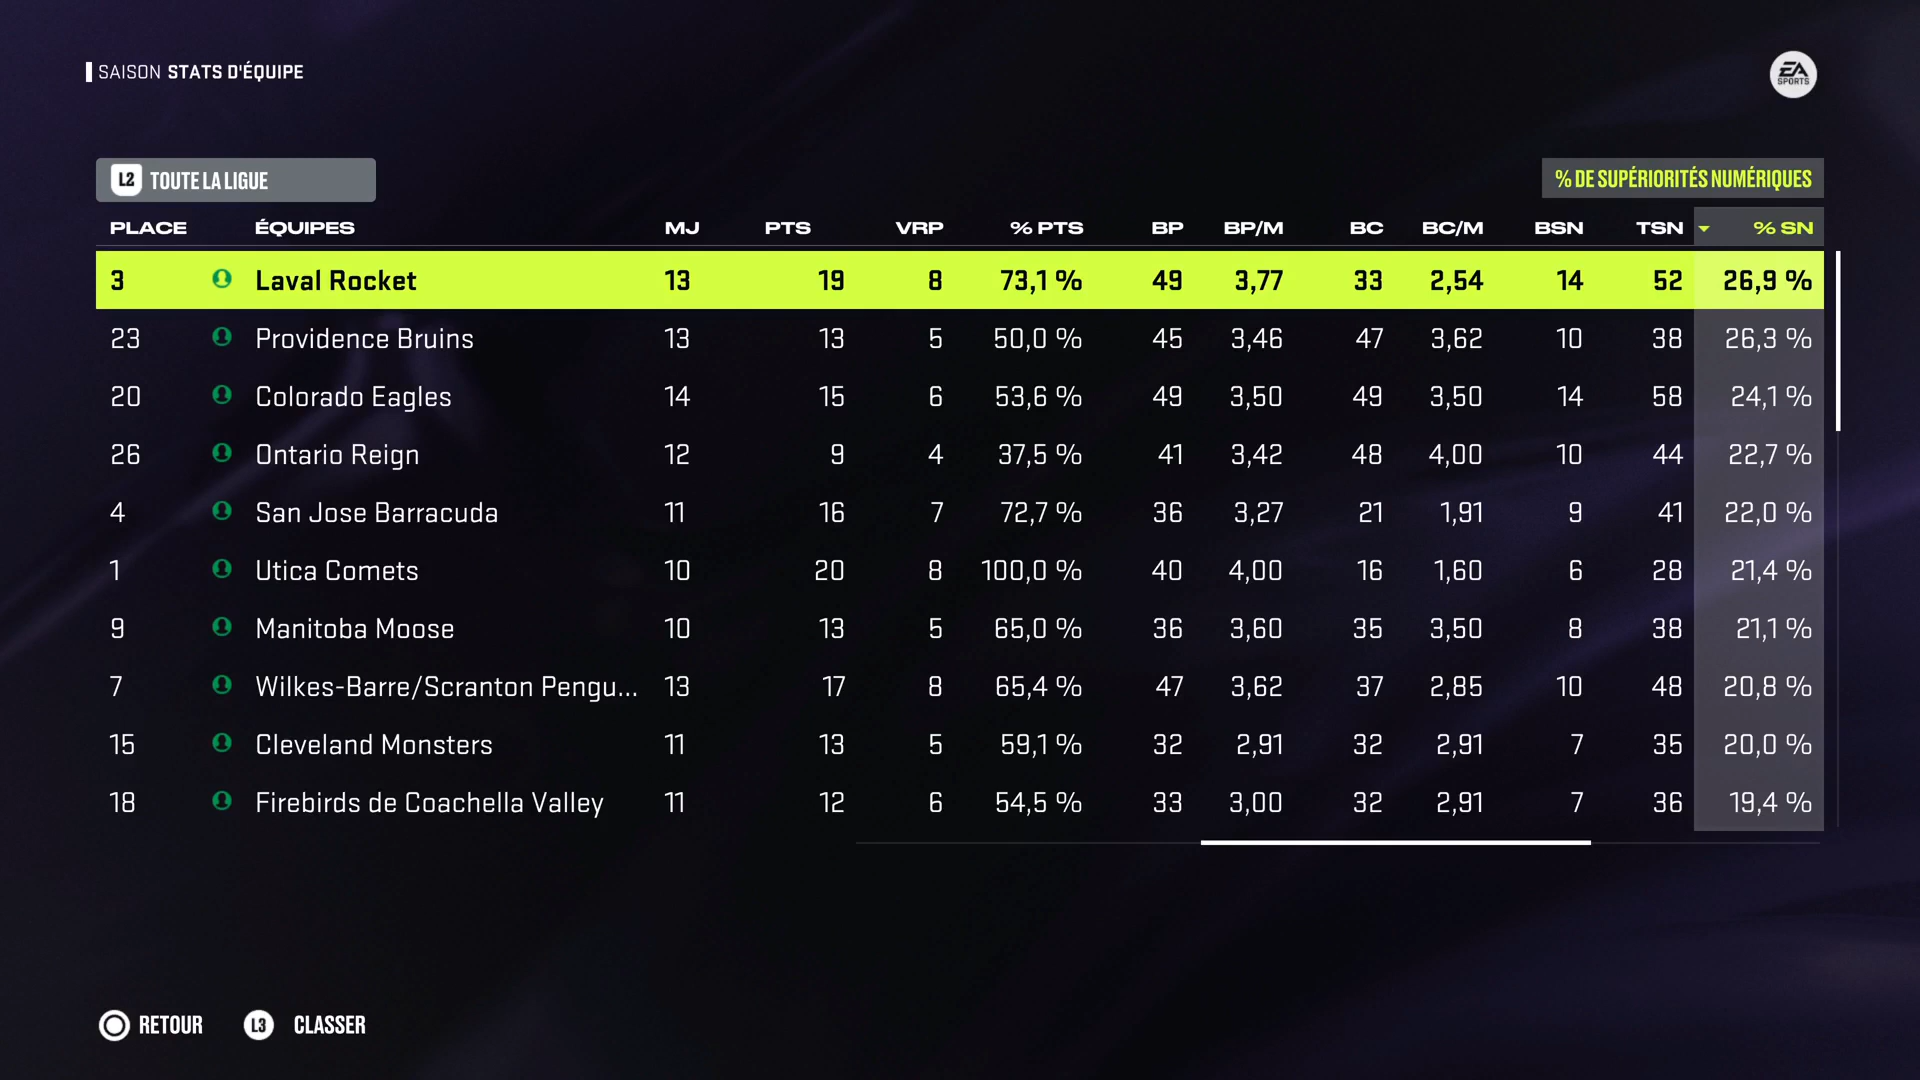 SAISON STATS D'ÉQUIPE
EA SPORTS
L2 TOUTE LA LIGUE
% DE SUPÉRIORITÉS NUMÉRIQUES
PLACE ÉQUIPES MJ PTS VRP % PTS BP BP/M BC BC/M BSN TSN % SN
3 Laval Rocket 13 19 8 73,1 % 49 3,77 33 2,54 14 52 26,9 %
23 Providence Bruins 13 13 5 50,0 % 45 3,46 47 3,62 10 38 26,3 %
20 Colorado Eagles 14 15 6 53,6 % 49 3,50 49 3,50 14 58 24,1 %
26 Ontario Reign 12 9 4 37,5 % 41 3,42 48 4,00 10 44 22,7 %
4 San Jose Barracuda 11 16 7 72,7 % 36 3,27 21 1,91 9 41 22,0 %
1 Utica Comets 10 20 8 100,0 % 40 4,00 16 1,60 6 28 21,4 %
9 Manitoba Moose 10 13 5 65,0 % 36 3,60 35 3,50 8 38 21,1 %
7 Wilkes-Barre/Scranton Pengu... 13 17 8 65,4 % 47 3,62 37 2,85 10 48 20,8 %
15 Cleveland Monsters 11 13 5 59,1 % 32 2,91 32 2,91 7 35 20,0 %
18 Firebirds de Coachella Valley 11 12 6 54,5 % 33 3,00 32 2,91 7 36 19,4 %
RETOUR L3 CLASSER